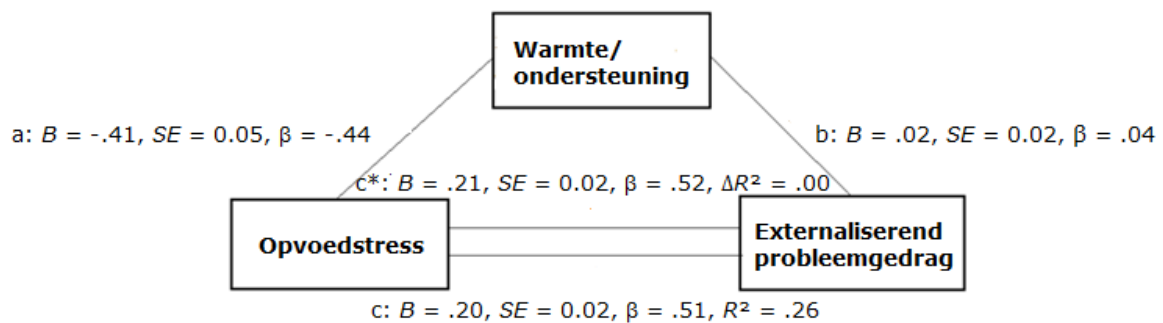 Warmte/
ondersteuning
a: B = -.41, SE = 0.05, β = -.44
b: B = .02, SE = 0.02, β = .04
c*: B = .21, SE = 0.02, β = .52, ΔR² = .00
Opvoedstress
Externaliserend
probleemgedrag
c: B = .20, SE = 0.02, β = .51, R² = .26